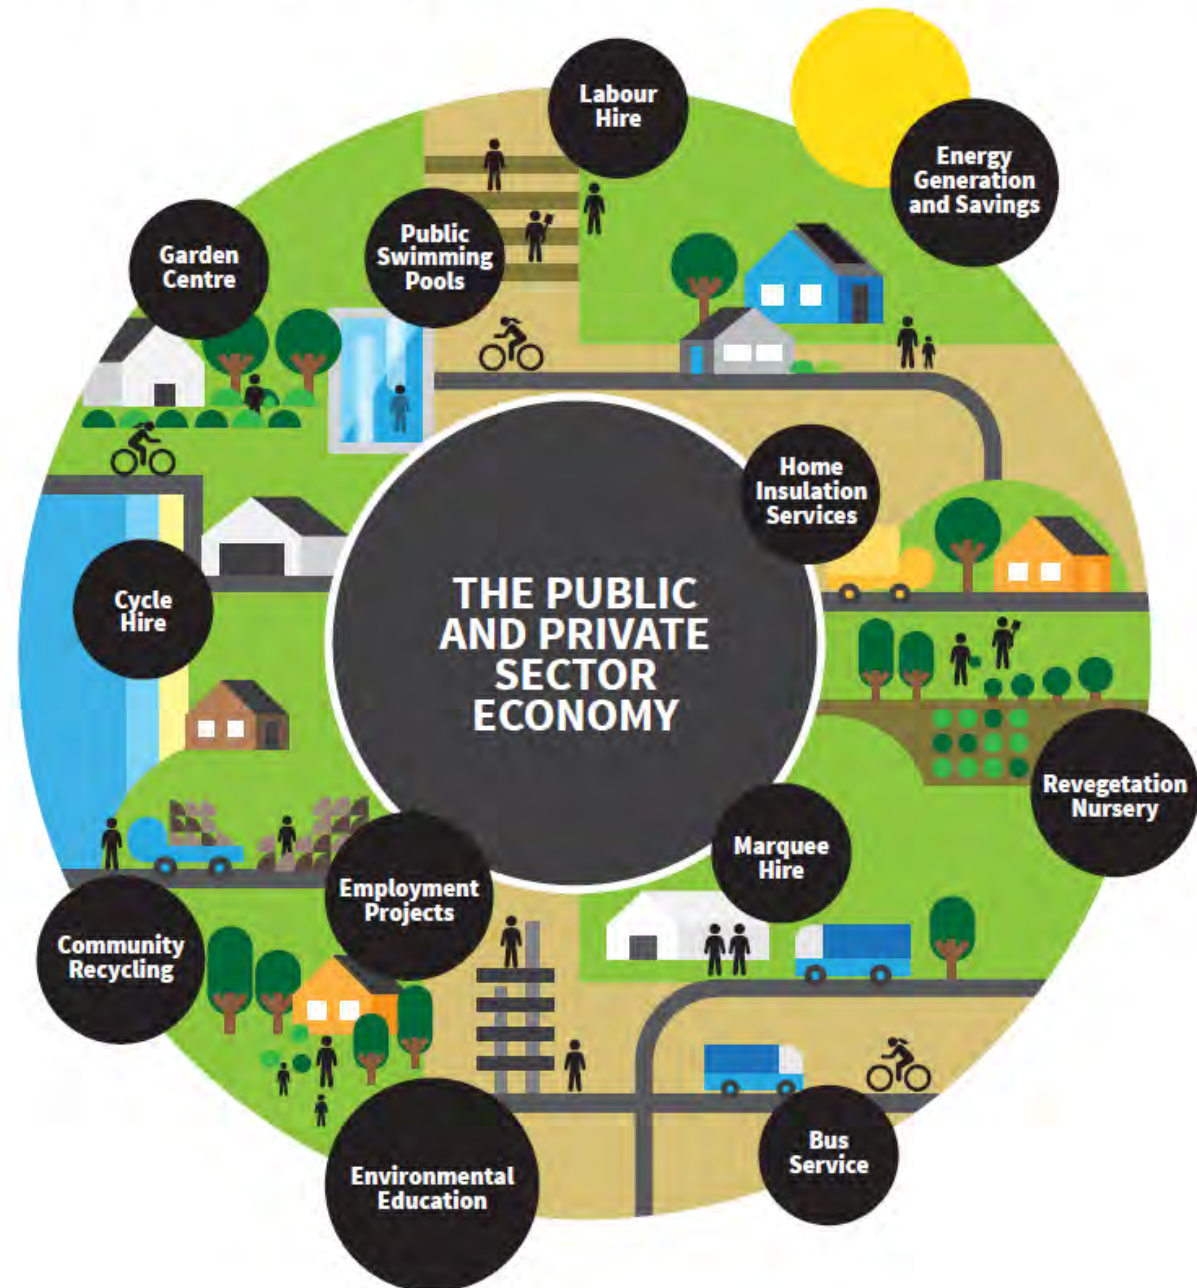 Labour
Hire
Energy
Generation
and Savings
Garden
Centre
Public
Swimming
Pools
Home
Insulation
Services
Cycle
Hire
THE PUBLIC
AND PRIVATE
SECTOR
ECONOMY
Revegetation
Nursery
Marquee
Hire
Employment
Projects
Community
Recycling
Bus
Service
Environmental
Education